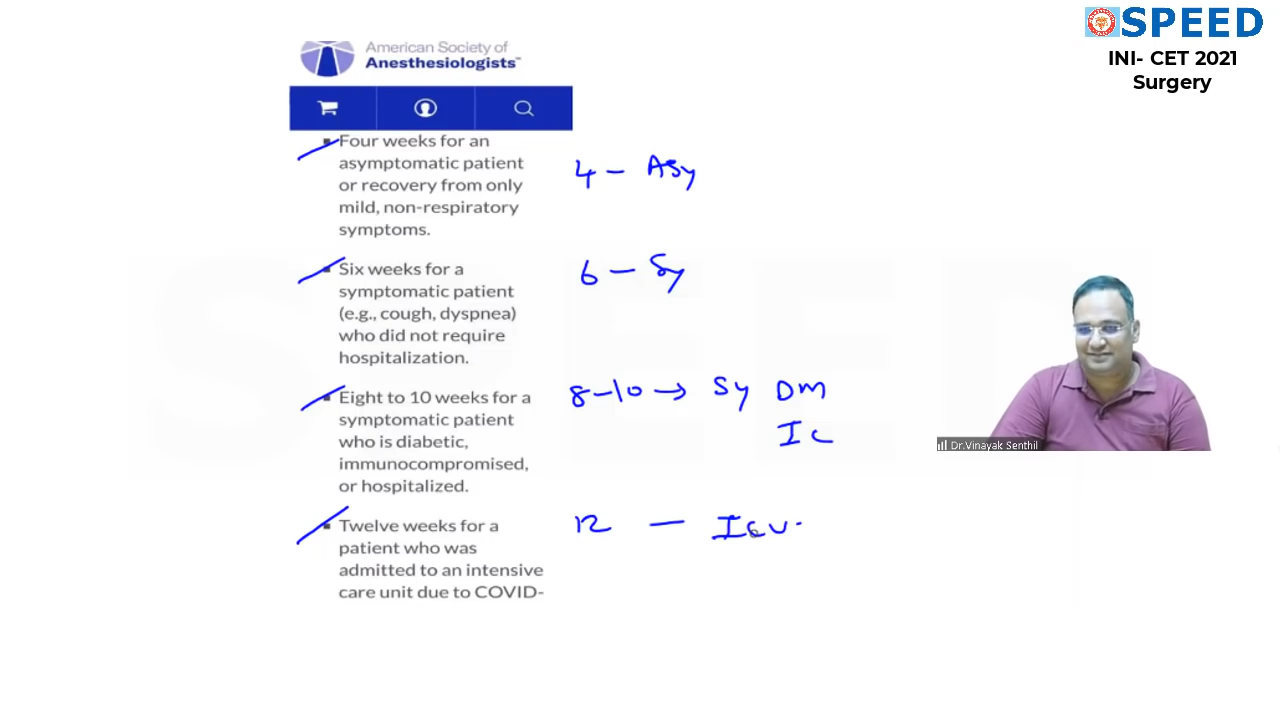 SPEED
INI- CET 2021
Surgery
American Society of
Anesthesiologists™
Four weeks for an
asymptomatic patient
or recovery from only
mild, non-respiratory
symptoms.
4 - ASy
Six weeks for a
symptomatic patient
(e.g., cough, dyspnea)
who did not require
hospitalization.
6 - Sy
Eight to 10 weeks for a
symptomatic patient
who is diabetic,
immunocompromised,
or hospitalized.
8-10 → Sy DM
IC
Twelve weeks for a
patient who was
admitted to an intensive
care unit due to COVID-
12 - ICU.
Dr.Vinayak Senthil
SPEED